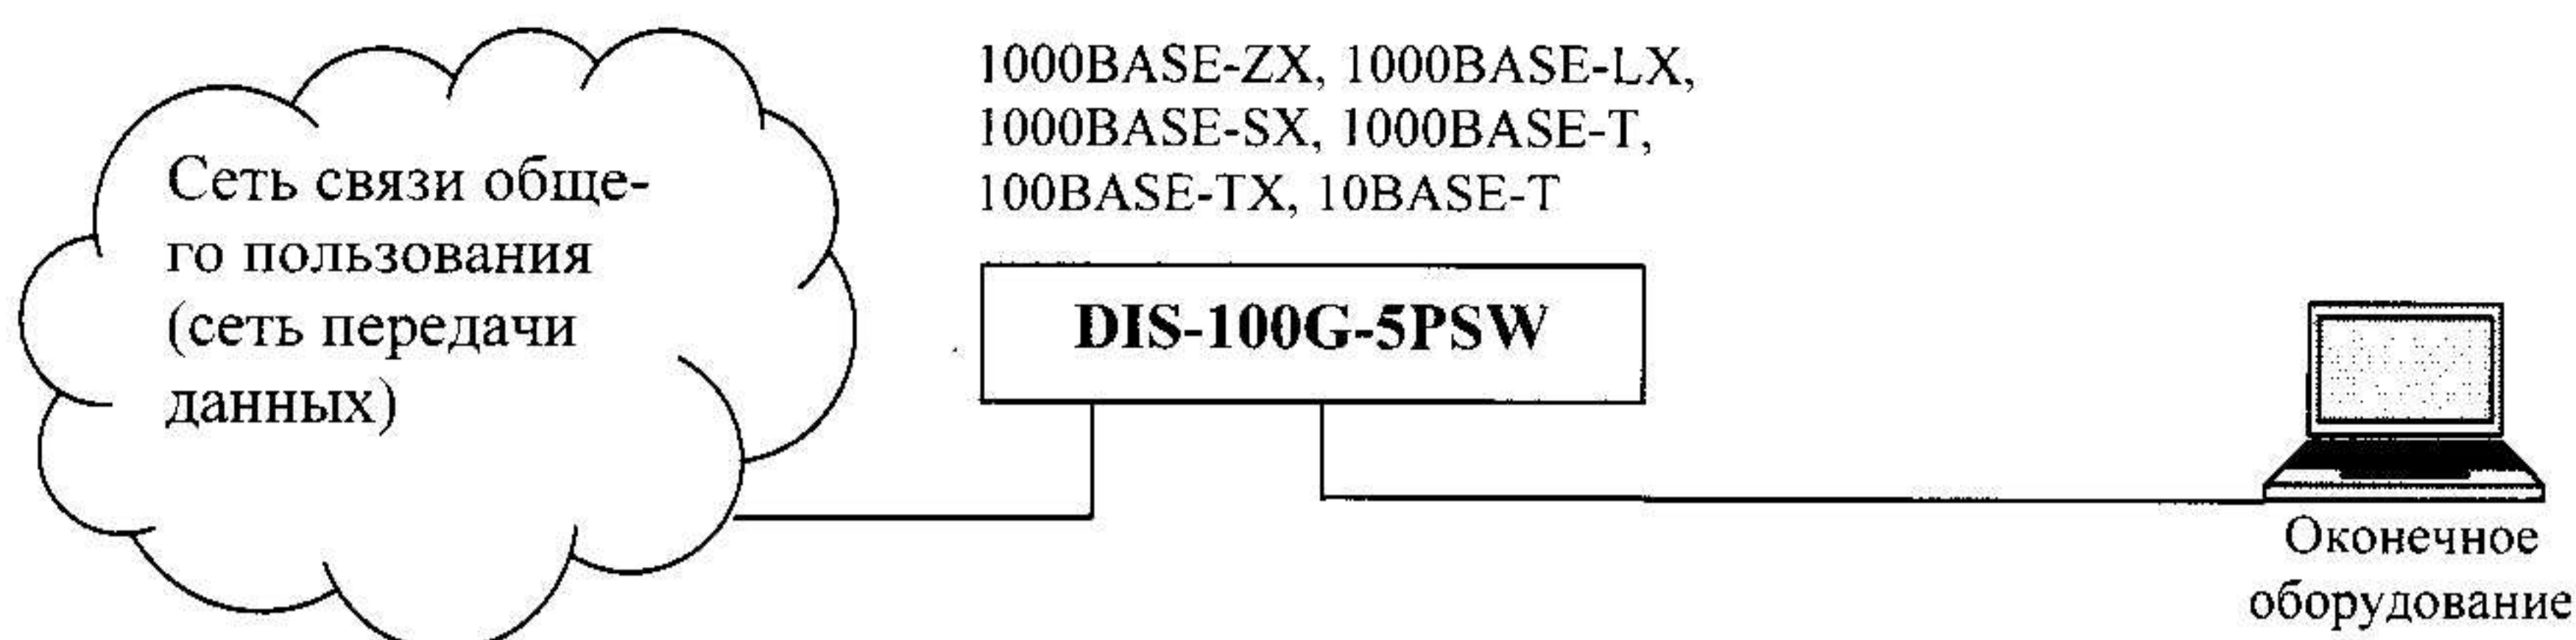 Сеть связи обще-
го пользования
(сеть передачи
данных)
1000BASE-ZX, 1000BASE-LX,
1000BASE-SX, 1000BASE-T,
100BASE-TX, 10BASE-T
DIS-100G-5PSW
Оконечное
оборудование